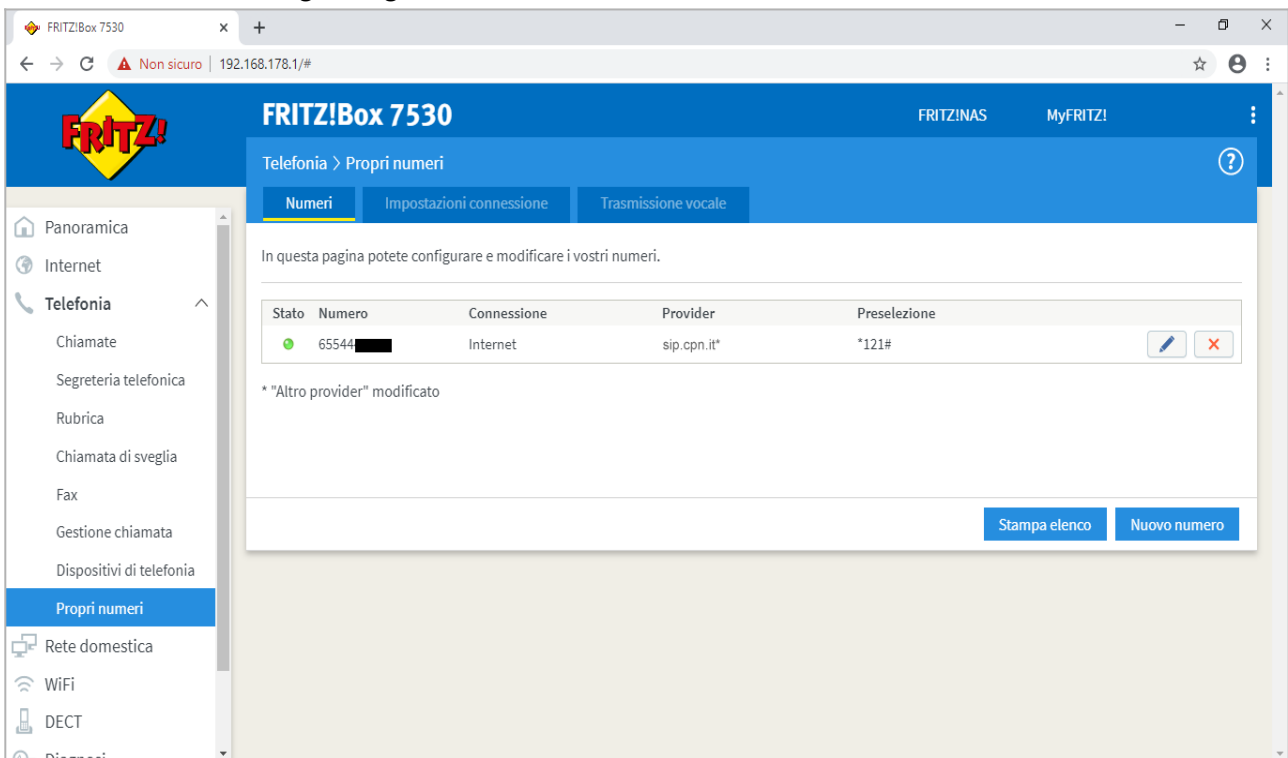 FRITZ!Box 7530
Non sicuro | 192.168.178.1/#
FRITZ!
FRITZ!Box 7530
FRITZ!NAS
MyFRITZ!
Telefonia > Propri numeri
?
Numeri
Impostazioni connessione
Trasmissione vocale
Panoramica
Internet
Telefonia
Chiamate
Segreteria telefonica
Rubrica
Chiamata di sveglia
Fax
Gestione chiamata
Dispositivi di telefonia
Propri numeri
Rete domestica
WiFi
DECT
In questa pagina potete configurare e modificare i vostri numeri.
Stato Numero Connessione Provider Preselezione
65544 Internet sip.cpn.it* *121#
* "Altro provider" modificato
Stampa elenco
Nuovo numero